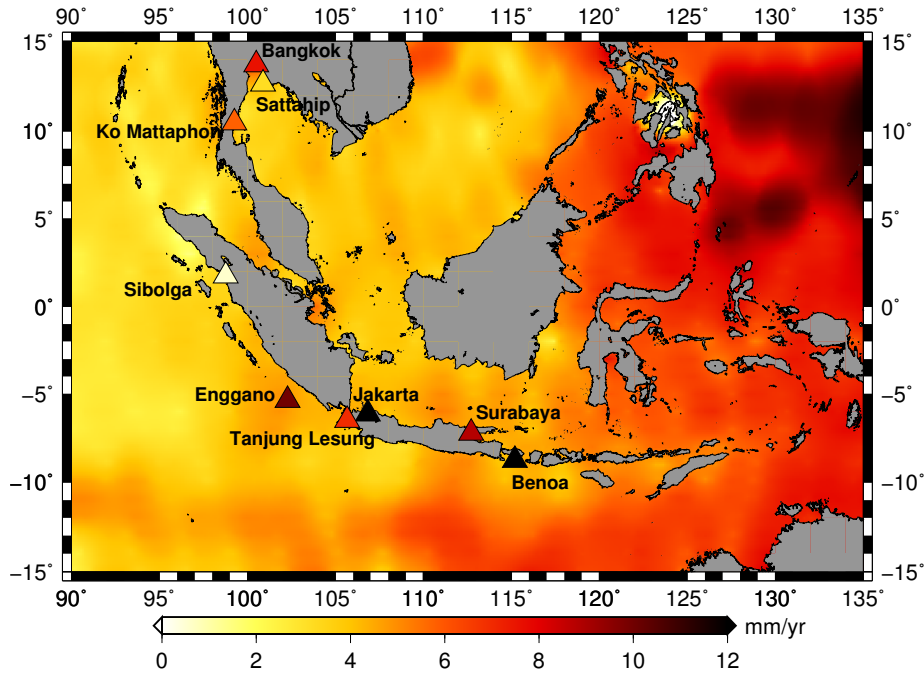 90˚ 95˚ 100˚ 105˚ 110˚ 115˚ 120˚ 125˚ 130˚ 135˚
15˚ 15˚
Bangkok
Sattahip
10˚ Ko Mattaphon 10˚
5˚ 5˚
Sibolga
0˚ 0˚
Enggano Jakarta
−5˚ −5˚
Surabaya
Tanjung Lesung
Benoa
−10˚ −10˚
−15˚ −15˚
90˚ 95˚ 100˚ 105˚ 110˚ 115˚ 120˚ 125˚ 130˚ 135˚
mm/yr
0 2 4 6 8 10 12